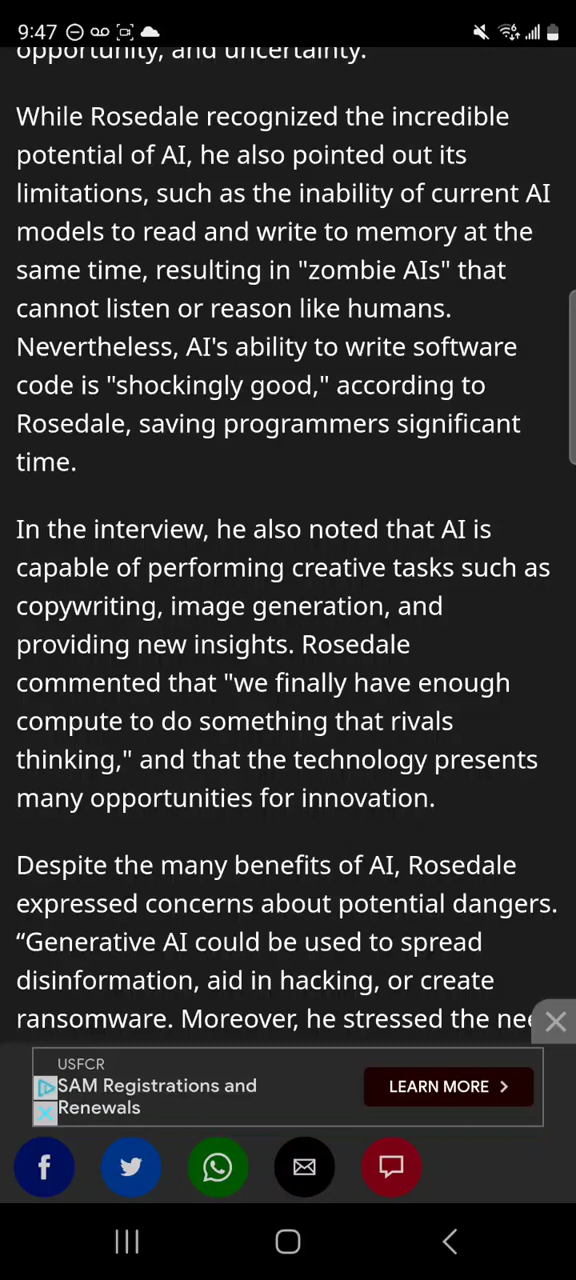 9:47
opportunity, and uncertainty.
While Rosedale recognized the incredible
potential of AI, he also pointed out its
limitations, such as the inability of current AI
models to read and write to memory at the
same time, resulting in "zombie AIs" that
cannot listen or reason like humans.
Nevertheless, AI's ability to write software
code is "shockingly good," according to
Rosedale, saving programmers significant
time.
In the interview, he also noted that AI is
capable of performing creative tasks such as
copywriting, image generation, and
providing new insights. Rosedale
commented that "we finally have enough
compute to do something that rivals
thinking," and that the technology presents
many opportunities for innovation.
Despite the many benefits of AI, Rosedale
expressed concerns about potential dangers.
“Generative AI could be used to spread
disinformation, aid in hacking, or create
ransomware. Moreover, he stressed the
USFCR
SAM Registrations and
Renewals
LEARN MORE